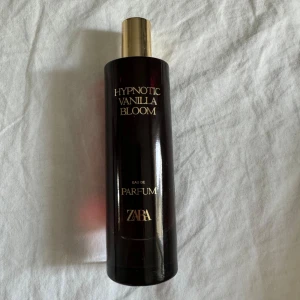 HYPNOTIC
VANILLA
BLOOM
EAU DE
PARFUM
ZARA